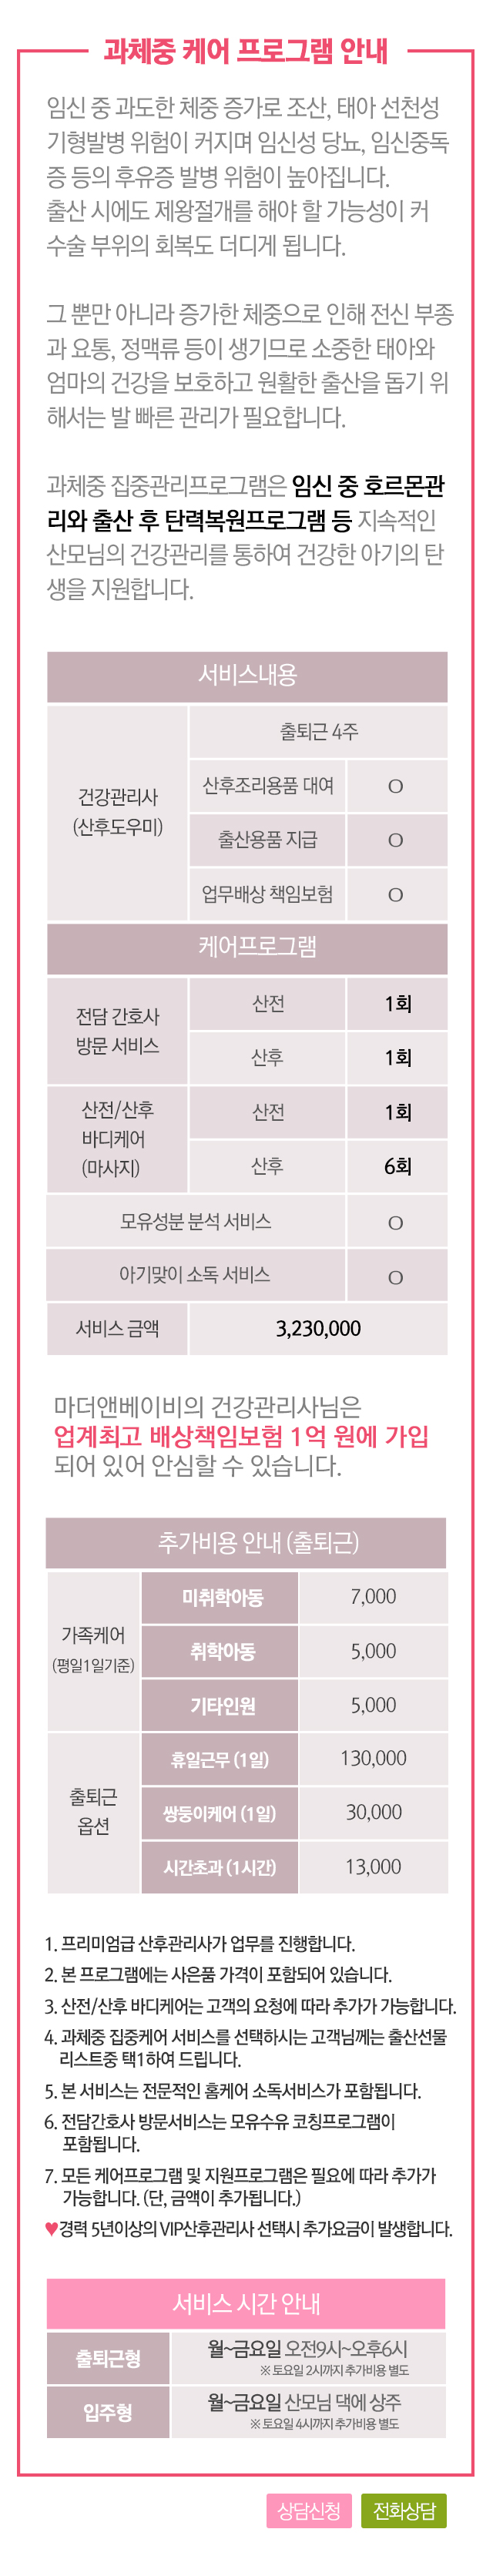 과체중 케어 프로그램 안내
임신 중 과도한 체중 증가로 조산, 태아 선천성
기형발병 위험이 커지며 임신성 당뇨, 임신중독
증 등의 후유증 발병 위험이 높아집니다.
출산 시에도 제왕절개를 해야 할 가능성이 커
수술 부위의 회복도 더디게 됩니다.
그 뿐만 아니라 증가한 체중으로 인해 전신 부종
과 요통, 정맥류 등이 생기므로 소중한 태아와
엄마의 건강을 보호하고 원활한 출산을 돕기 위
해서는 발 빠른 관리가 필요합니다.
과체중 집중관리프로그램은 임신 중 호르몬관
리와 출산 후 탄력복원프로그램 등 지속적인
산모님의 건강관리를 통하여 건강한 아기의 탄
생을 지원합니다.
서비스내용
출퇴근 4주
건강관리사
(산후도우미)
산후조리용품 대여 O
출산용품 지급 O
업무배상 책임보험 O
케어프로그램
전담 간호사
방문 서비스
산전 1회
산후 1회
산전/산후
바디케어
(마사지)
산전 1회
산후 6회
모유성분 분석 서비스 O
아기맞이 소독 서비스 O
서비스 금액 3,230,000
마더앤베이비의 건강관리사님은
업계최고 배상책임보험 1억 원에 가입
되어 있어 안심할 수 있습니다.
추가비용 안내 (출퇴근)
가족케어
(평일1일기준)
미취학아동 7,000
취학아동 5,000
기타인원 5,000
출퇴근
옵션
휴일근무 (1일) 130,000
쌍둥이케어 (1일) 30,000
시간초과 (1시간) 13,000
1. 프리미엄급 산후관리사가 업무를 진행합니다.
2. 본 프로그램에는 사은품 가격이 포함되어 있습니다.
3. 산전/산후 바디케어는 고객의 요청에 따라 추가가 가능합니다.
4. 과체중 집중케어 서비스를 선택하시는 고객님께는 출산선물
리스트중 택1하여 드립니다.
5. 본 서비스는 전문적인 홈케어 소독서비스가 포함됩니다.
6. 전담간호사 방문서비스는 모유수유 코칭프로그램이
포함됩니다.
7. 모든 케어프로그램 및 지원프로그램은 필요에 따라 추가가
가능합니다. (단, 금액이 추가됩니다.)
♥경력 5년이상의 VIP산후관리사 선택시 추가요금이 발생합니다.
서비스 시간 안내
출퇴근형 월~금요일 오전9시~오후6시
※ 토요일 2시까지 추가비용 별도
입주형 월~금요일 산모님 댁에 상주
※ 토요일 4시까지 추가비용 별도
상담신청 전화상담